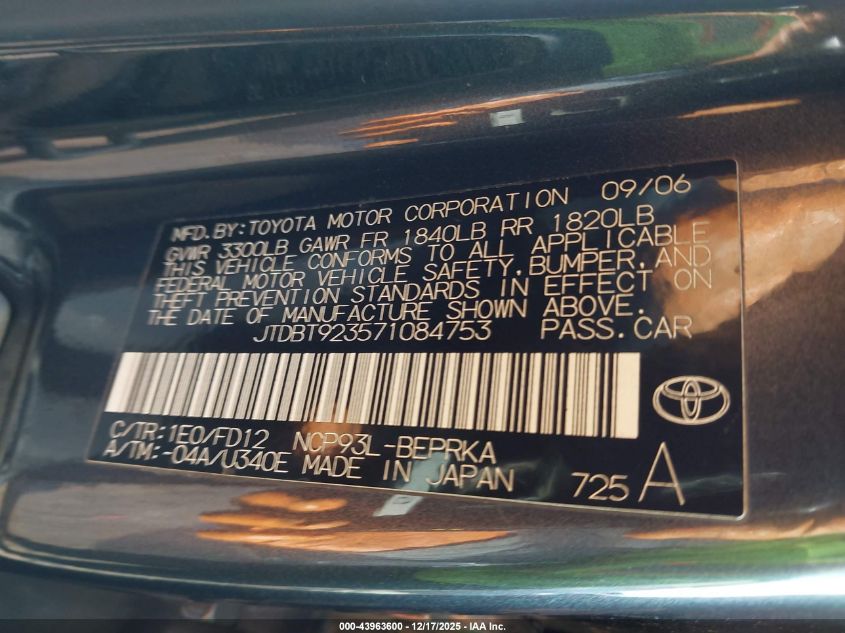 MFD.BY:TOYOTA MOTOR CORPORATION 09/06
GVWR 3300LB GAWR FR 1840LB RR 1820LB
THIS VEHICLE CONFORMS TO ALL APPLICABLE
FEDERAL MOTOR VEHICLE SAFETY,BUMPER,AND
THEFT PREVENTION STANDARDS IN EFFECT ON
THE DATE OF MANUFACTURE SHOWN ABOVE.
JTDBT923571084753 PASS.CAR
C/TR:1E0/FD12 NCP93L-BEPRKA
A/TM:-04A/U340E MADE IN JAPAN 725 A
000-43963600 - 12/17/2025 - IAA Inc.